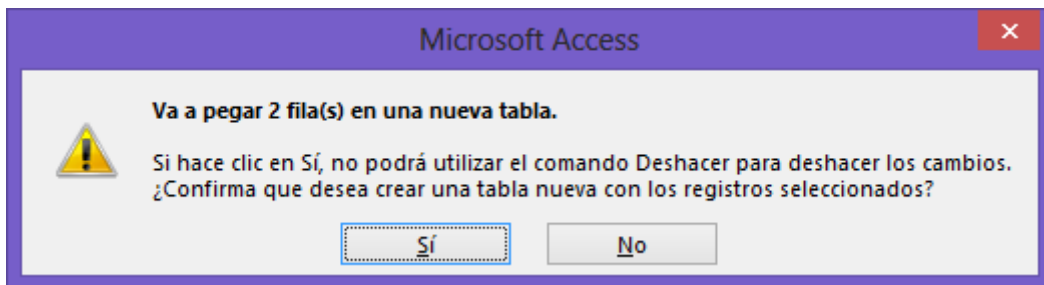 Microsoft Access
Va a pegar 2 fila(s) en una nueva tabla.
Si hace clic en Sí, no podrá utilizar el comando Deshacer para deshacer los cambios.
¿Confirma que desea crear una tabla nueva con los registros seleccionados?
Sí No